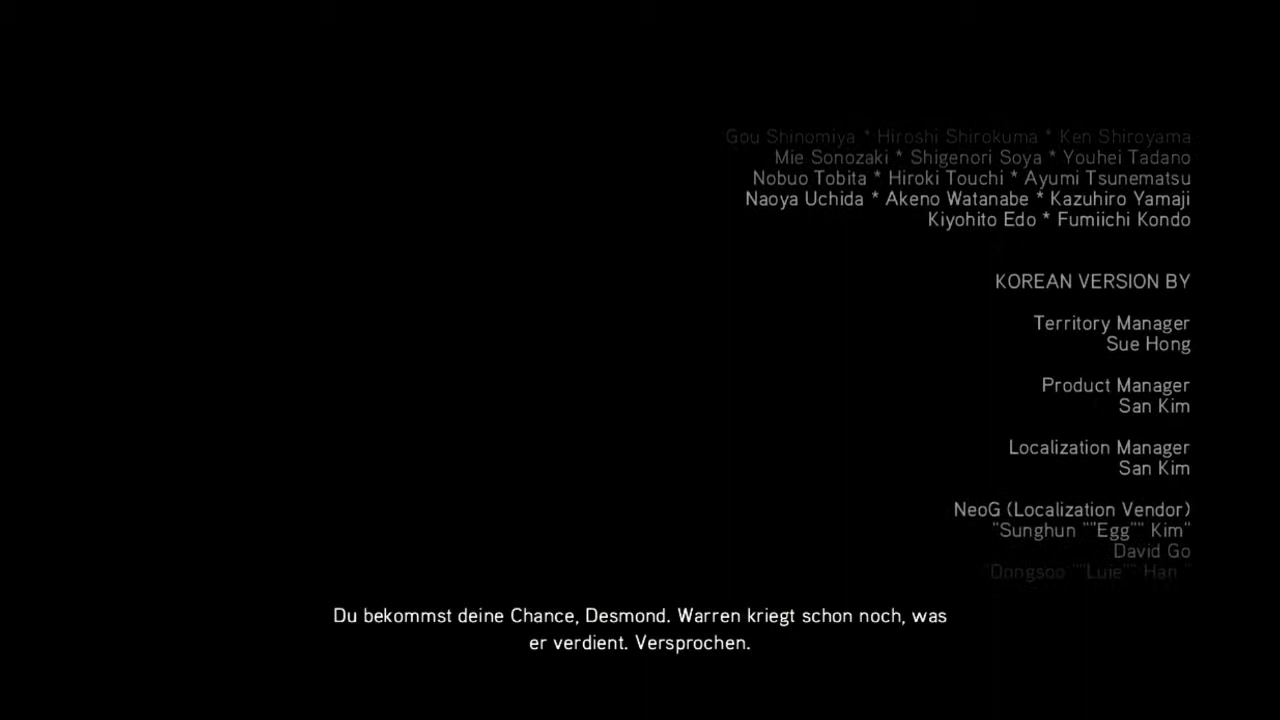 Gou Shinomiya * Hiroshi Shirokuma * Ken Shiroyama
Mie Sonozaki * Shigenori Soya * Youhei Tadano
Nobuo Tobita * Hiroki Touchi * Ayumi Tsunematsu
Naoya Uchida * Akeno Watanabe * Kazuhiro Yamaji
Kiyohito Edo * Fumiichi Kondo
KOREAN VERSION BY
Territory Manager
Sue Hong
Product Manager
San Kim
Localization Manager
San Kim
NeoG (Localization Vendor)
"Sunghun ""Egg"" Kim"
David Go
"Dongsoo ""Luie"" Han "
Du bekommst deine Chance, Desmond. Warren kriegt schon noch, was
er verdient. Versprochen.